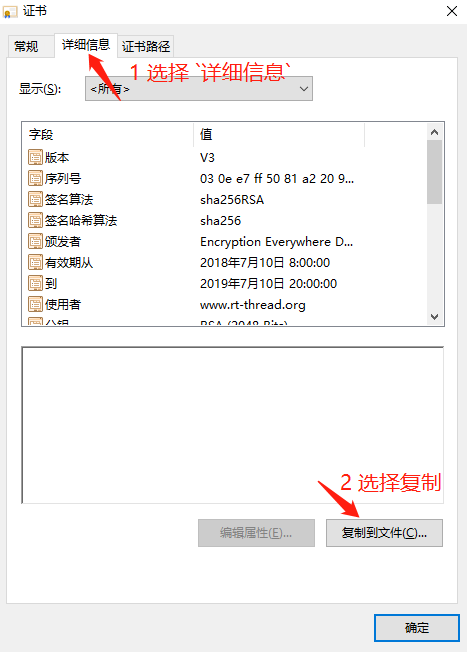 证书
常规
详细信息
证书路径
1 选择 `详细信息`
显示(S):
<所有>
字段 值
版本 V3
序列号 03 0e e7 ff 50 81 a2 20 9...
签名算法 sha256RSA
签名哈希算法 sha256
颁发者 Encryption Everywhere D...
有效期从 2018年7月10日 8:00:00
到 2019年7月10日 20:00:00
使用者 www.rt-thread.org
公钥 RSA (2048 Bits)
2 选择复制
编辑属性(E)...
复制到文件(C)...
确定